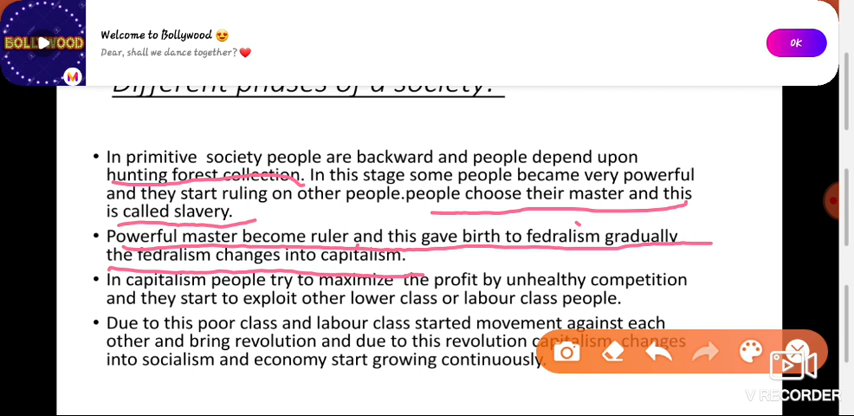 Welcome to Bollywood 😍
Dear, shall we dance together? ❤️
OK
BOLLYWOOD
Different phases of a society:
• In primitive society people are backward and people depend upon
hunting forest collection. In this stage some people became very powerful
and they start ruling on other people.people choose their master and this
is called slavery.
• Powerful master become ruler and this gave birth to fedralism gradually
the fedralism changes into capitalism.
• In capitalism people try to maximize the profit by unhealthy competition
and they start to exploit other lower class or labour class people.
• Due to this poor class and labour class started movement against each
other and bring revolution and due to this revolution capitalism changes
into socialism and economy start growing continuously.
V RECORDER